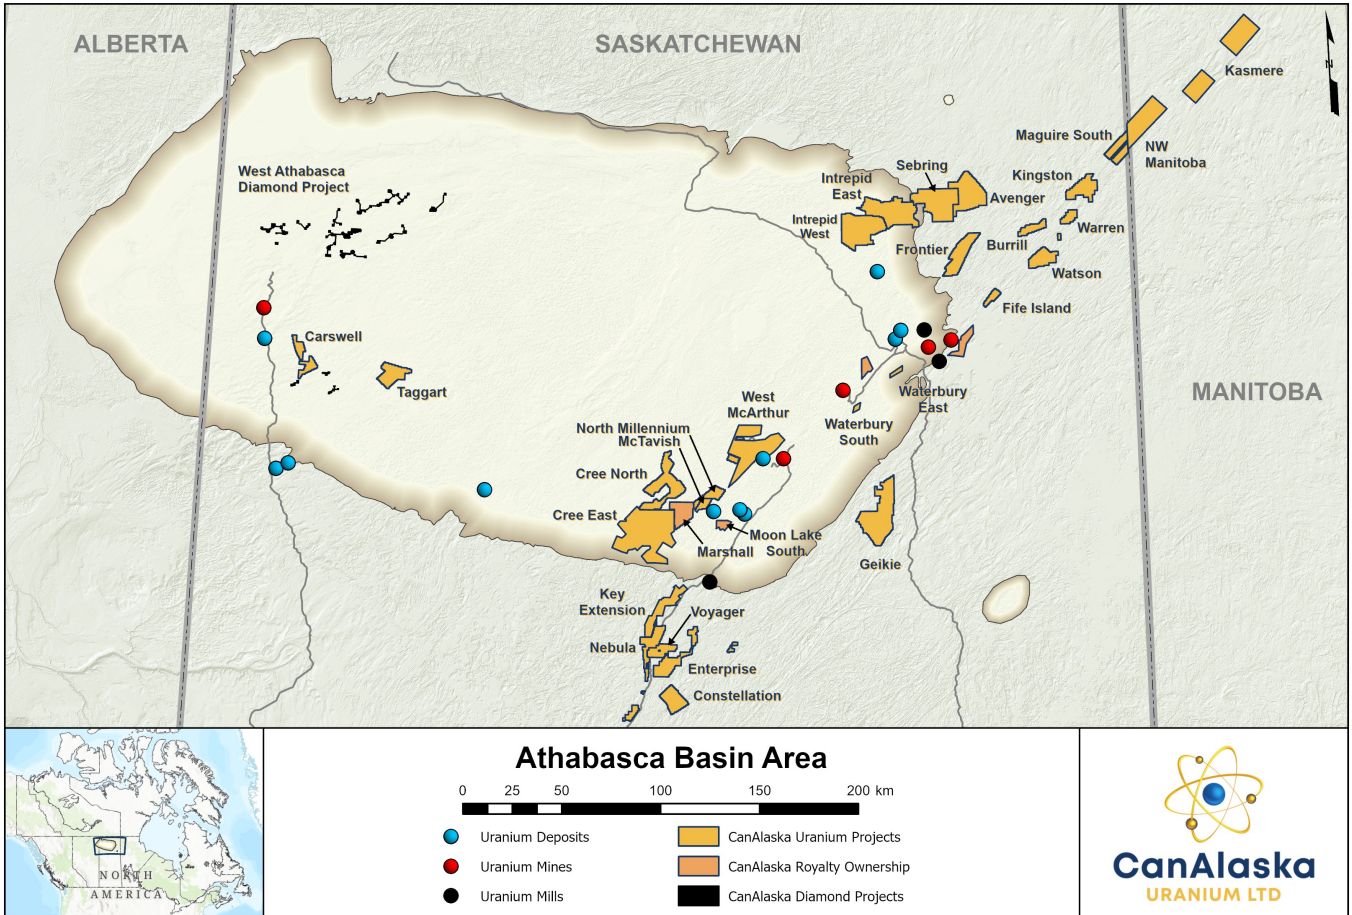 ALBERTA
SASKATCHEWAN
Kasmere
N
Maguire South
NW
Manitoba
West Athabasca
Diamond Project
Sebring
Intrepid
East
Kingston
Avenger
Intrepid
West
Warren
Frontier
Burrill
Watson
Fife Island
Carswell
Taggart
MANITOBA
West
McArthur
Waterbury
East
Waterbury
South
North Millennium
McTavish
Cree North
Cree East
Moon Lake
South
Marshall
Geikie
Key
Extension
Voyager
Nebula
Enterprise
Constellation
NORTH
AMERICA
Athabasca Basin Area
0 25 50 100 150 200 km
Uranium Deposits
Uranium Mines
Uranium Mills
CanAlaska Uranium Projects
CanAlaska Royalty Ownership
CanAlaska Diamond Projects
CanAlaska
URANIUM LTD